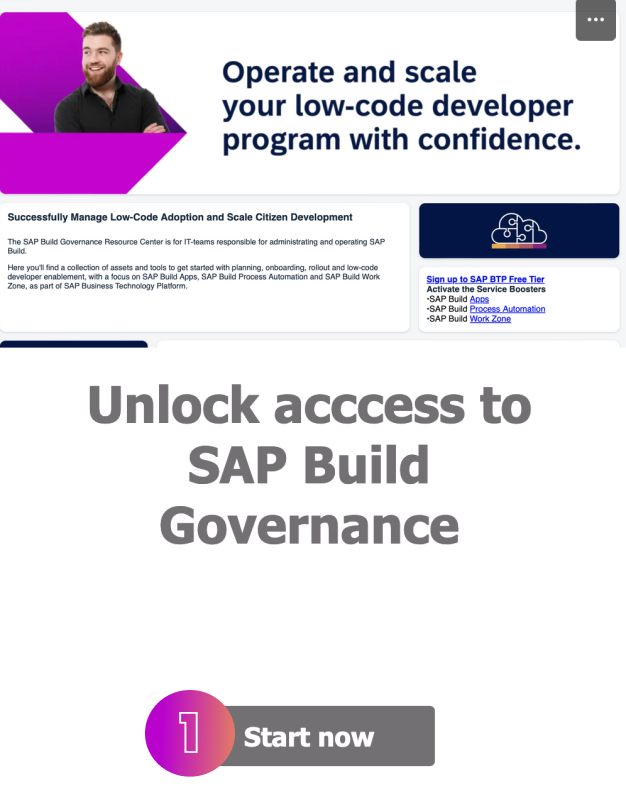 Operate and scale
your low-code developer
program with confidence.
Successfully Manage Low-Code Adoption and Scale Citizen Development
The SAP Build Governance Resource Center is for IT-teams responsible for administrating and operating SAP
Build.
Here you'll find a collection of assets and tools to get started with planning, onboarding, rollout and low-code
developer enablement, with a focus on SAP Build Apps, SAP Build Process Automation and SAP Build Work
Zone, as part of SAP Business Technology Platform.
Sign up to SAP BTP Free Tier
Activate the Service Boosters
•SAP Build Apps
•SAP Build Process Automation
•SAP Build Work Zone
Unlock acccess to
SAP Build
Governance
1 Start now